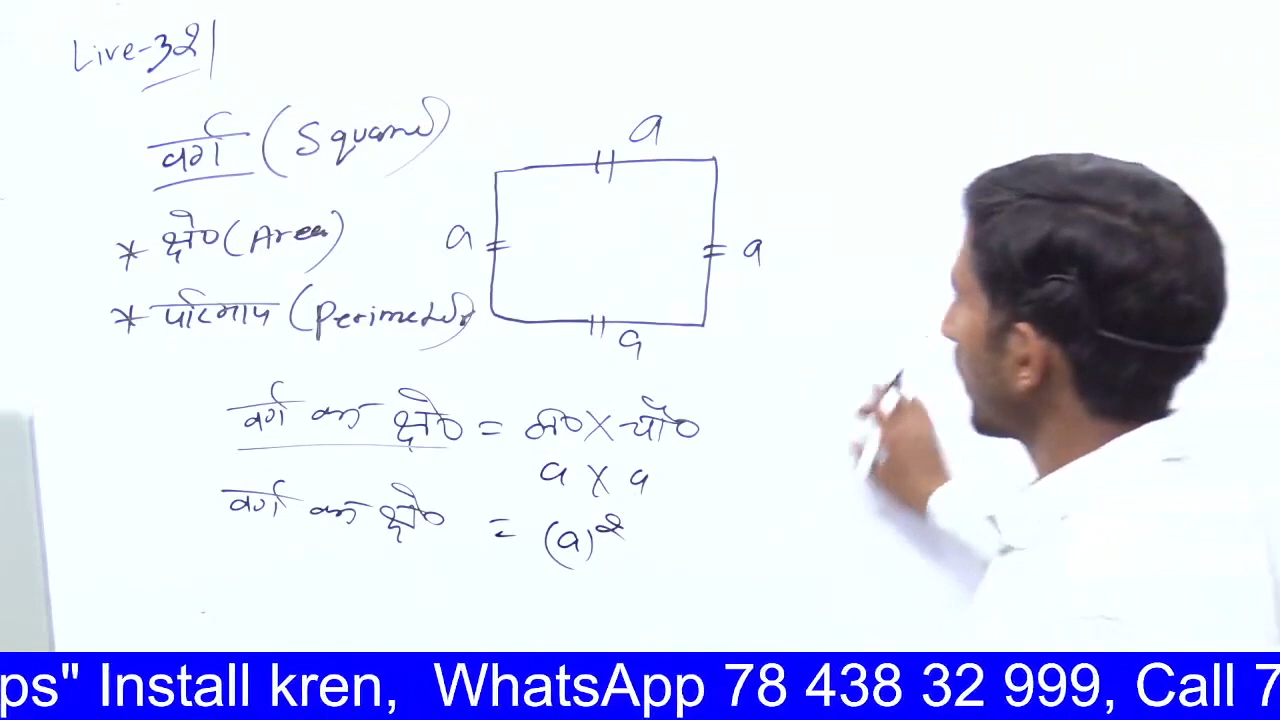 Live-32
वर्ग (Square)
* क्षे० (Area)
* परिमाप (Perimeter)
a
a
a
a
वर्ग का क्षे० = ल० × चौ०
a × a
वर्ग का क्षे० = (a)²
ps" Install kren, WhatsApp 78 438 32 999, Call 7